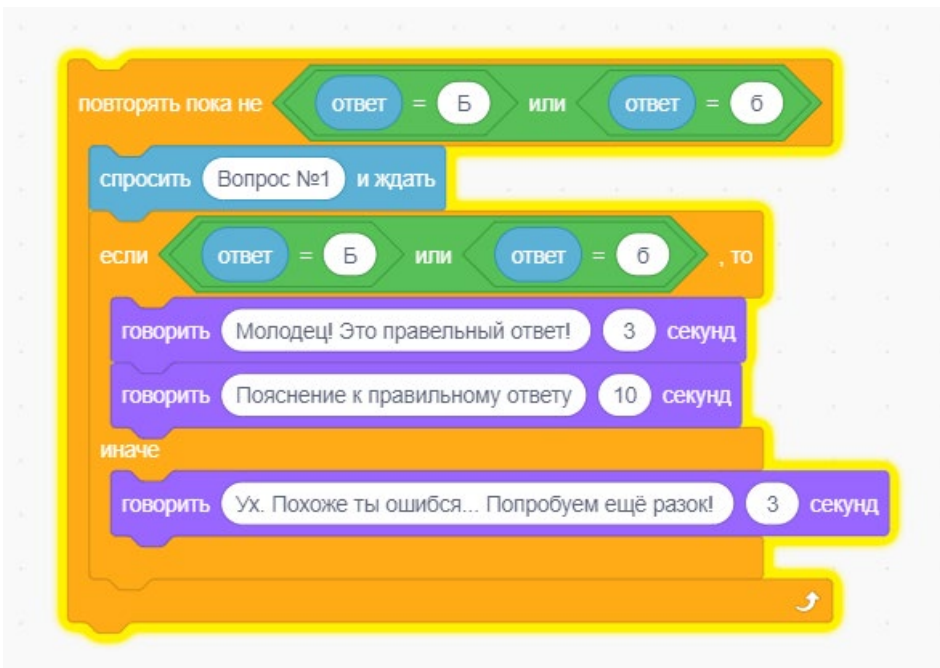 повторять пока не ответ = Б или ответ = б
спросить Вопрос №1 и ждать
если ответ = Б или ответ = б , то
говорить Молодец! Это правельный ответ! 3 секунд
говорить Пояснение к правильному ответу 10 секунд
иначе
говорить Ух. Похоже ты ошибся... Попробуем ещё разок! 3 секунд